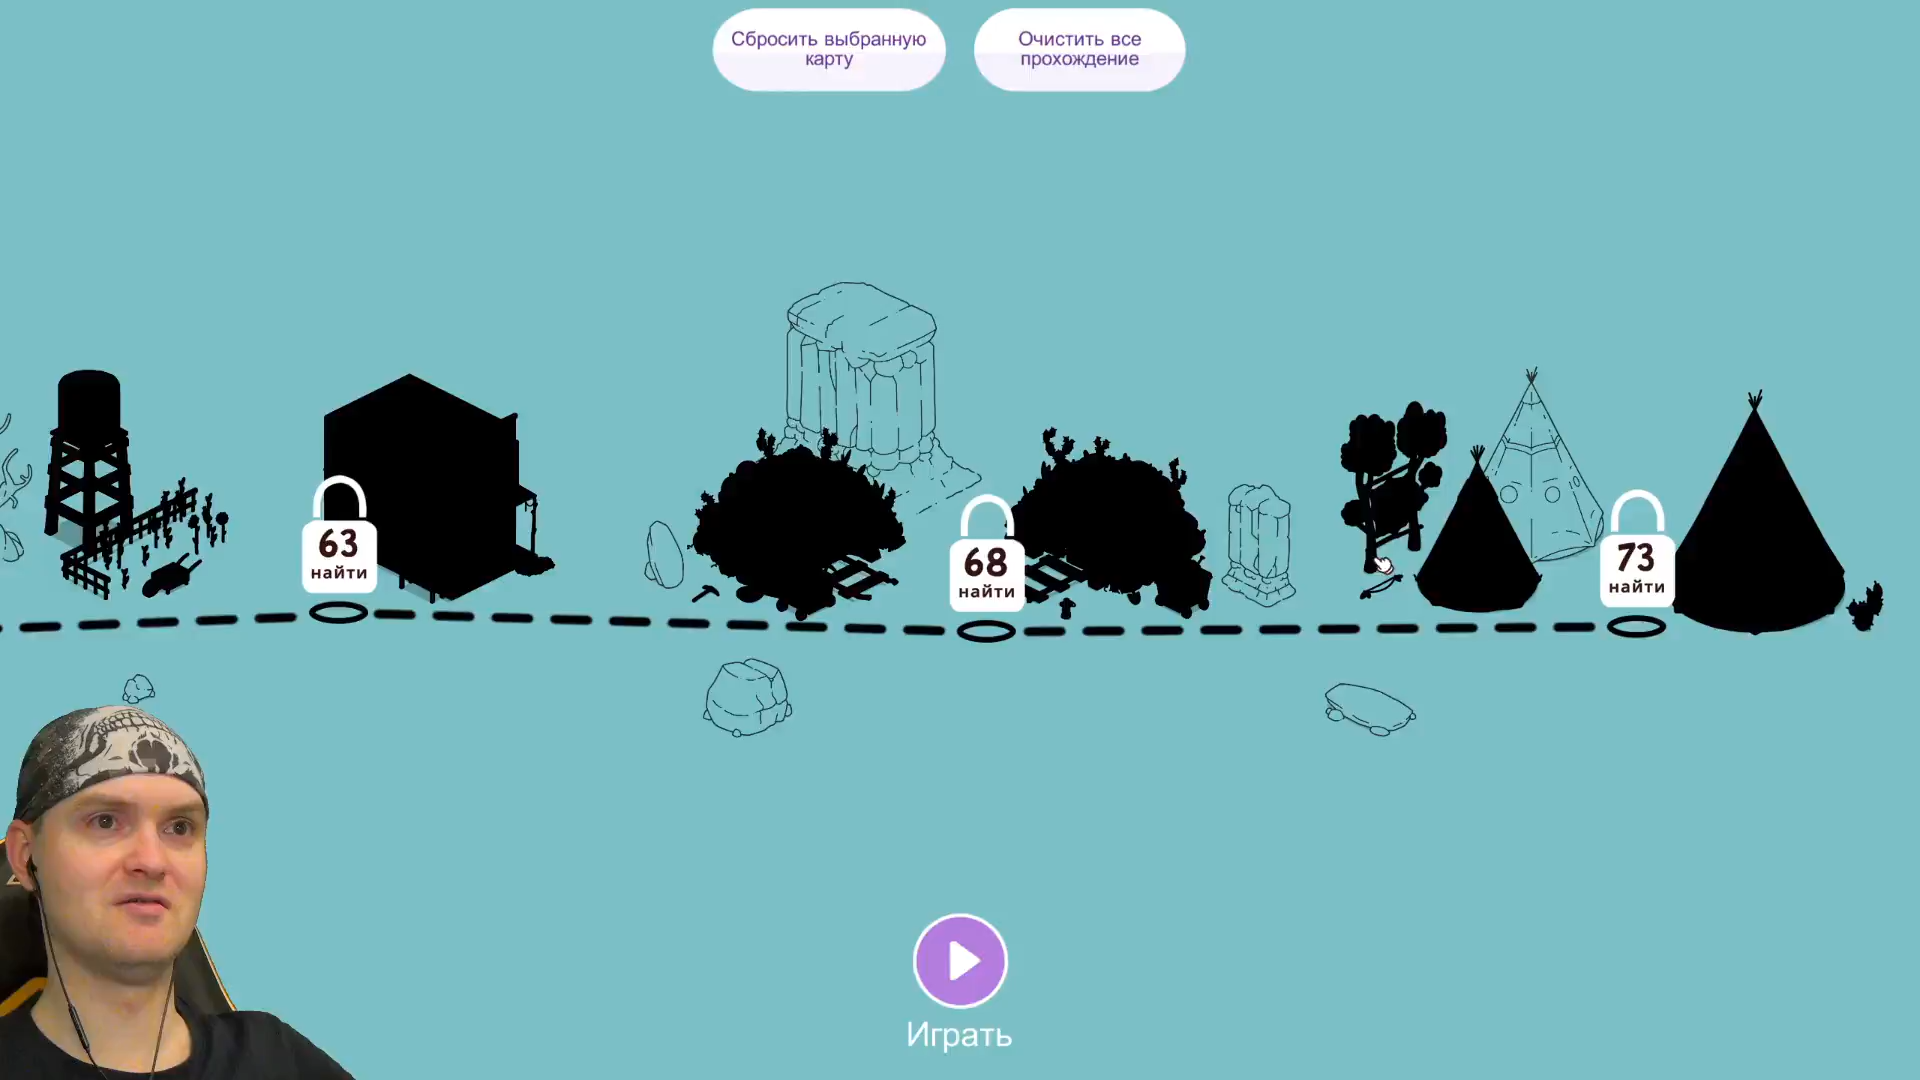 Сбросить выбранную
карту
Очистить все
прохождение
63
найти
68
найти
73
найти
Играть